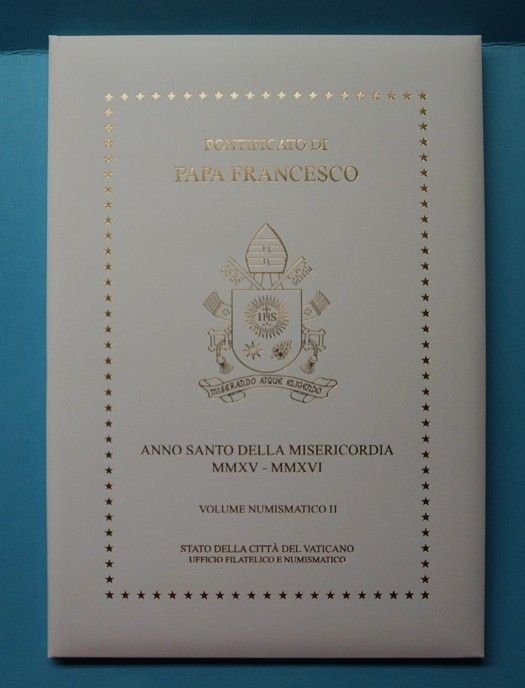 PONTIFICATO DI
PAPA FRANCESCO
IHS
MISERANDO ATQUE ELIGENDO
ANNO SANTO DELLA MISERICORDIA
MMXV - MMXVI
VOLUME NUMISMATICO II
STATO DELLA CITTÀ DEL VATICANO
UFFICIO FILATELICO E NUMISMATICO